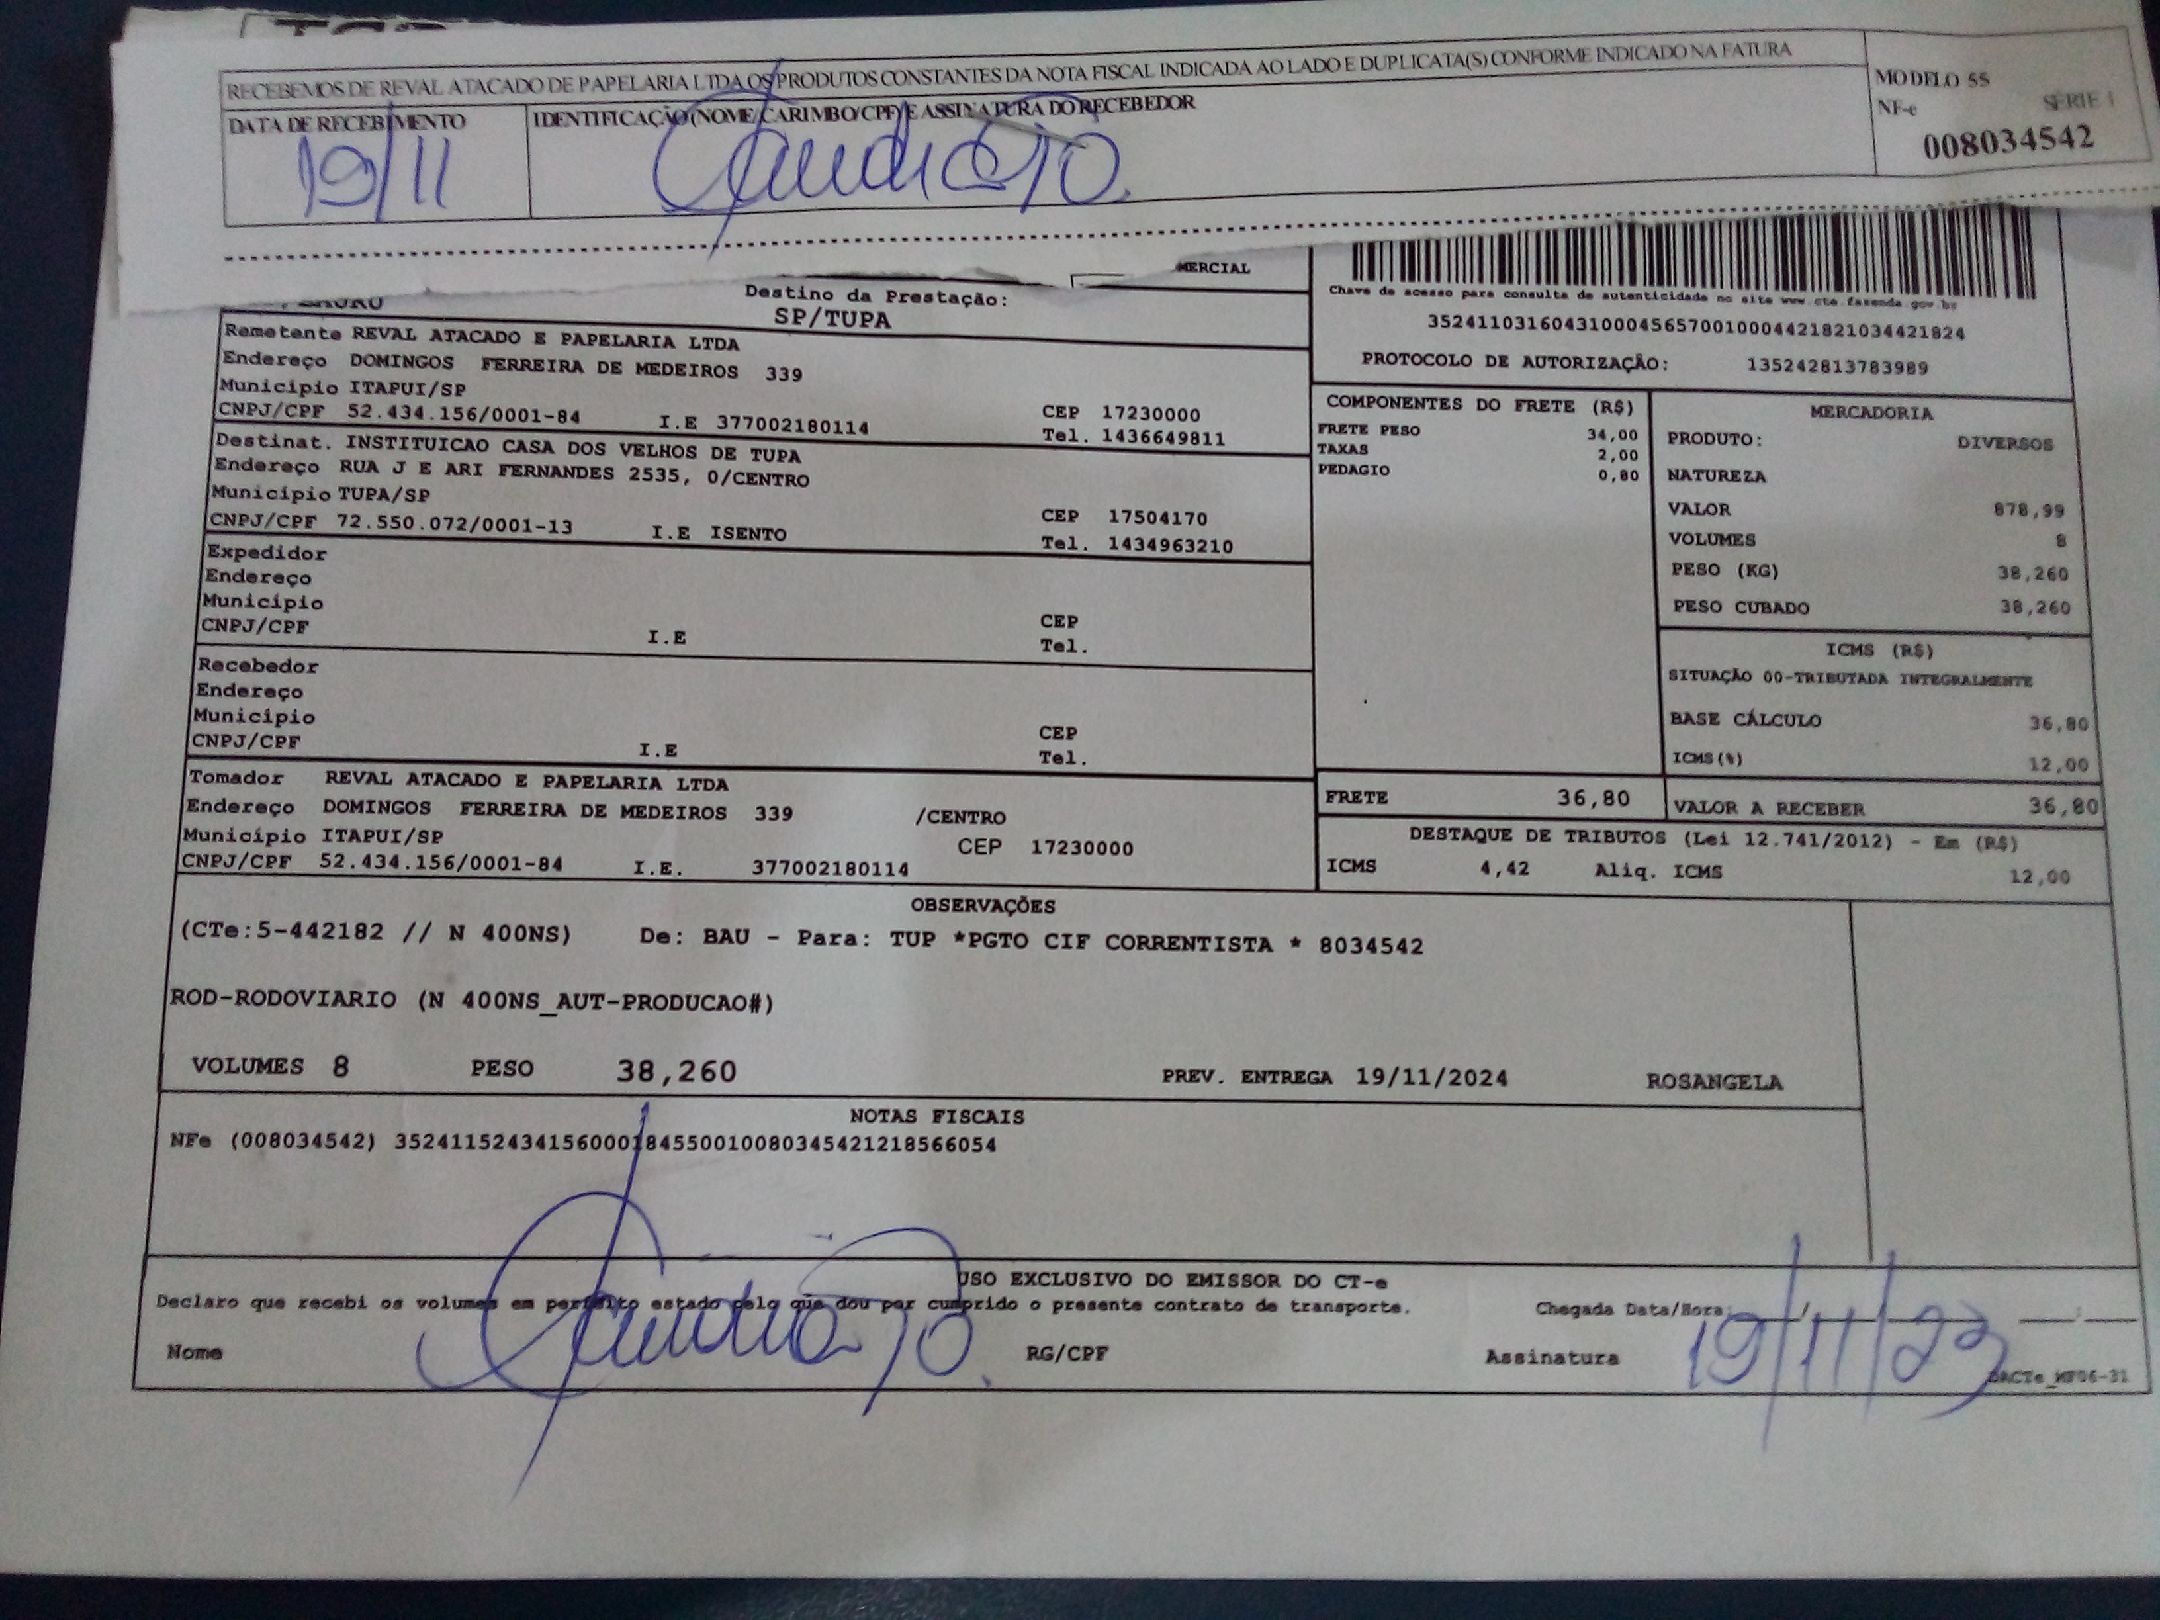 RECEBEMOS DE REVAL ATACADO DE PAPELARIA LTDA OS PRODUTOS CONSTANTES DA NOTA FISCAL INDICADA AO LADO E DUPLICATA(S) CONFORME INDICADO NA FATURA
MODELO 55
DATA DE RECEBIMENTO IDENTIFICAÇÃO (NOME/CARIMBO/CPF) E ASSINATURA DO RECEBEDOR
NF-e SÉRIE 1
008034542
19/11
MERCIAL
Chave de acesso para consulta de autenticidade no site www.cte.fazenda.gov.br
35241103160431000456570010004421821034421824
PROTOCOLO DE AUTORIZAÇÃO: 135242813783989
Destino da Prestação:
SP/TUPA
Remetente REVAL ATACADO E PAPELARIA LTDA
Endereço DOMINGOS FERREIRA DE MEDEIROS 339
Município ITAPUI/SP
CNPJ/CPF 52.434.156/0001-84 I.E 377002180114
CEP 17230000
Tel. 1436649811
Destinat. INSTITUICAO CASA DOS VELHOS DE TUPA
Endereço RUA J E ARI FERNANDES 2535, 0/CENTRO
Município TUPA/SP
CNPJ/CPF 72.550.072/0001-13 I.E ISENTO
CEP 17504170
Tel. 1434963210
Expedidor
Endereço
Município
CNPJ/CPF I.E
CEP
Tel.
Recebedor
Endereço
Município
CNPJ/CPF I.E
CEP
Tel.
Tomador REVAL ATACADO E PAPELARIA LTDA
Endereço DOMINGOS FERREIRA DE MEDEIROS 339 /CENTRO
Município ITAPUI/SP CEP 17230000
CNPJ/CPF 52.434.156/0001-84 I.E. 377002180114
COMPONENTES DO FRETE (R$)
FRETE PESO 34,00
TAXAS 2,00
PEDAGIO 0,80
MERCADORIA
PRODUTO: DIVERSOS
NATUREZA
VALOR 878,99
VOLUMES 8
PESO (KG) 38,260
PESO CUBADO 38,260
ICMS (R$)
SITUAÇÃO 00-TRIBUTADA INTEGRALMENTE
BASE CÁLCULO 36,80
ICMS(%) 12,00
FRETE 36,80 VALOR A RECEBER 36,80
DESTAQUE DE TRIBUTOS (Lei 12.741/2012) - Em (R$)
ICMS 4,42 Aliq. ICMS 12,00
OBSERVAÇÕES
(CTe:5-442182 // N 400NS) De: BAU - Para: TUP *PGTO CIF CORRENTISTA * 8034542
ROD-RODOVIARIO (N 400NS_AUT-PRODUCAO#)
VOLUMES 8 PESO 38,260 PREV. ENTREGA 19/11/2024 ROSANGELA
NOTAS FISCAIS
NFe (008034542) 35241152434156000184550010080345421218566054
USO EXCLUSIVO DO EMISSOR DO CT-e
Declaro que recebi os volumes em perfeito estado pelo que dou por cumprido o presente contrato de transporte. Chegada Data/Hora: / :
Nome RG/CPF Assinatura 19/11/23
DACTe_MF06-31